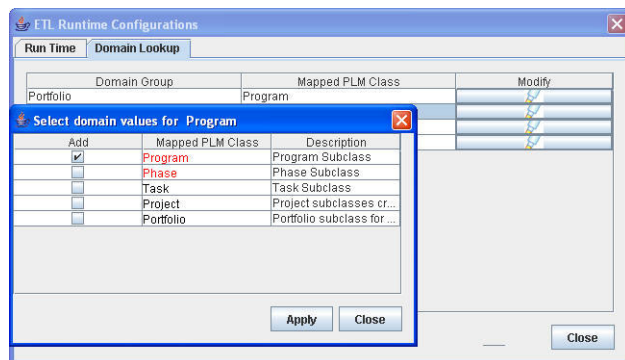 ETL Runtime Configurations
Run Time Domain Lookup
Domain Group Mapped PLM Class Modify
Portfolio Program
Select domain values for Program
Add Mapped PLM Class Description
Program Program Subclass
Phase Phase Subclass
Task Task Subclass
Project Project subclasses cr...
Portfolio Portfolio subclass for ...
Apply Close
Close